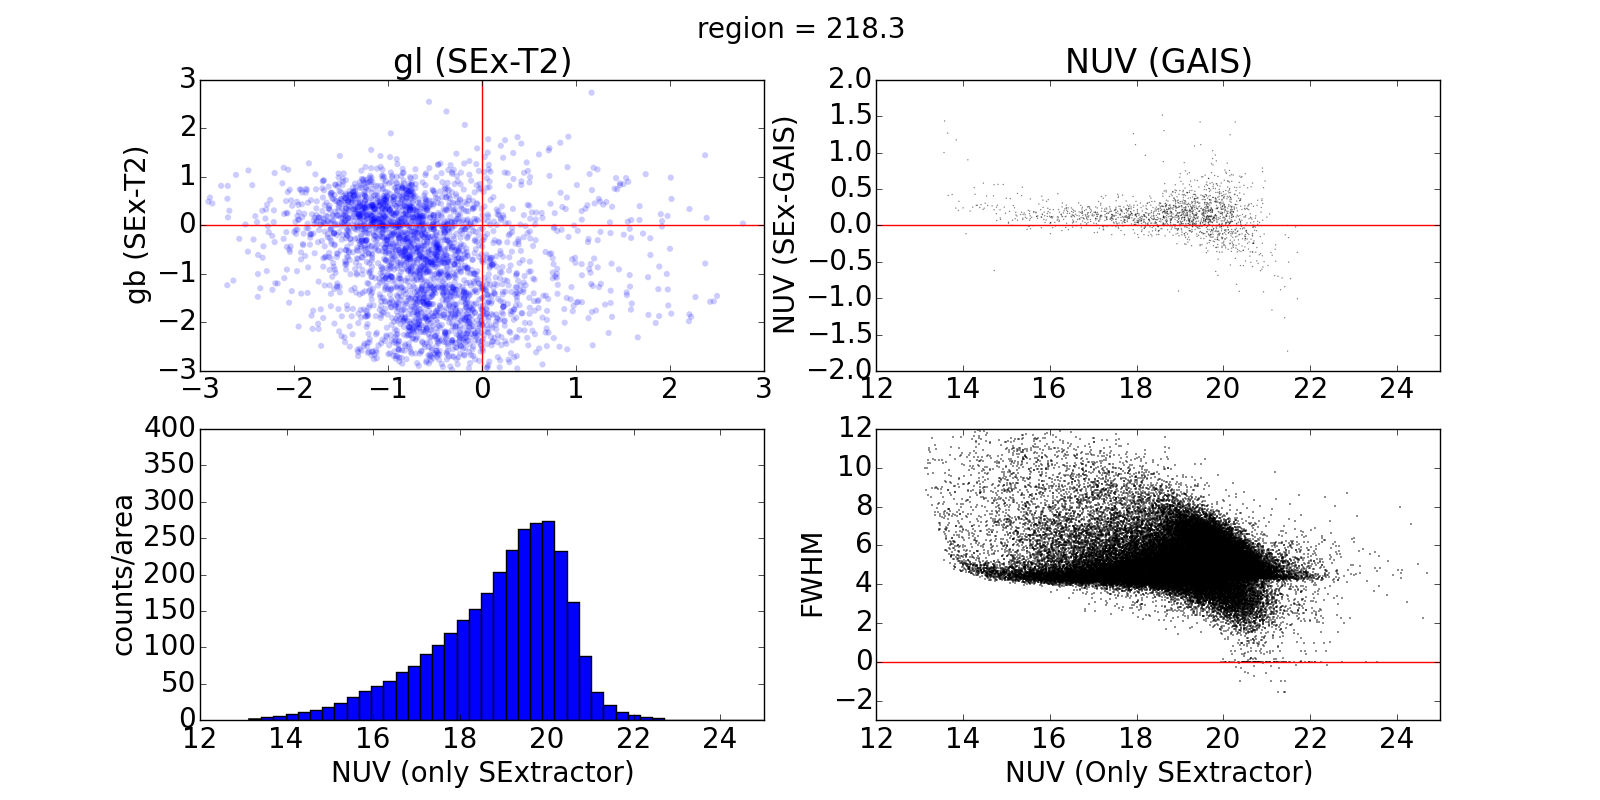 region = 218.3
gl (SEx-T2)
NUV (GAIS)
3
2
1
0
−1
−2
−3
gb (SEx-T2)
−3 −2 −1 0 1 2 3
2.0
1.5
1.0
0.5
0.0
−0.5
−1.0
−1.5
−2.0
NUV (SEx-GAIS)
12 14 16 18 20 22 24
400
350
300
250
200
150
100
50
0
counts/area
12 14 16 18 20 22 24
NUV (only SExtractor)
12
10
8
6
4
2
0
−2
FWHM
12 14 16 18 20 22 24
NUV (Only SExtractor)